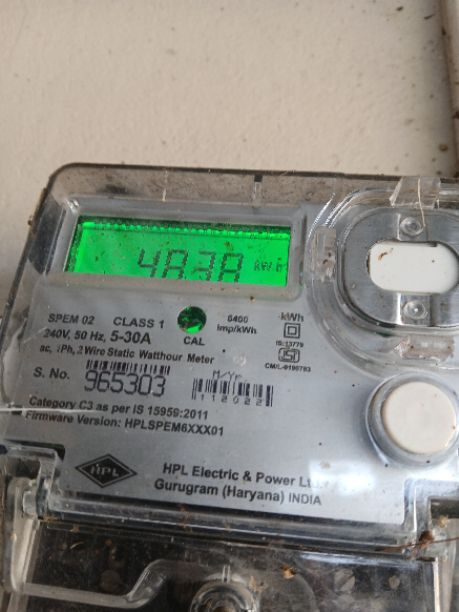 SPEM 02 CLASS 1
240V, 50 Hz, 5-30A
ac, 1Ph, 2 Wire Static Watthour Meter
CAL
6400
imp/kWh
kWh
IS:13779
S. No. 965303
M/Yr
112022
Category C3 as per IS 15959:2011
Firmware Version: HPLSPEM6XXX01
HPL
HPL Electric & Power
Gurugram (Haryana) INDIA